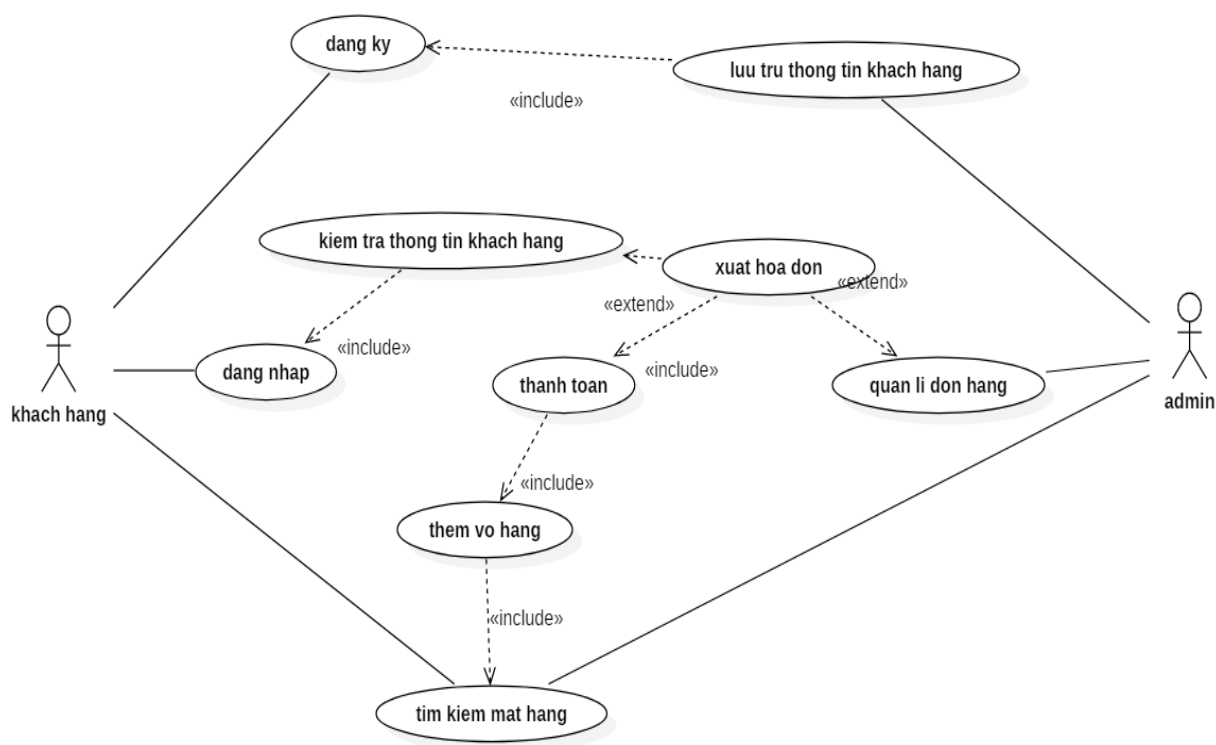 dang ky
luu tru thong tin khach hang
«include»
kiem tra thong tin khach hang
xuat hoa don
«extend»
«extend»
«include»
dang nhap
«include»
thanh toan
quan li don hang
khach hang
admin
«include»
them vo hang
«include»
tim kiem mat hang